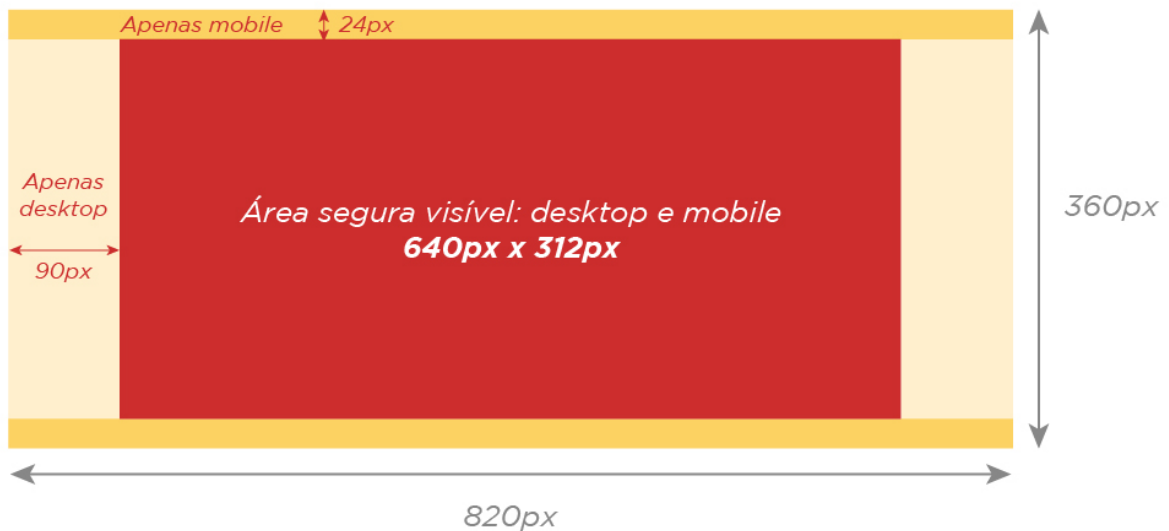 Apenas mobile
24px
Apenas
desktop
90px
Área segura visível: desktop e mobile
640px x 312px
360px
820px